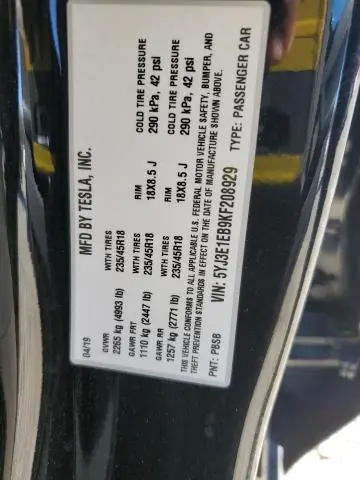 MFD BY TESLA, INC.
04/19
GVWR
2265 kg (4993 lb)
GAWR FRT WITH TIRES RIM COLD TIRE PRESSURE
1110 kg (2447 lb) 235/45R18 18X8.5 J 290 kPa, 42 psi
GAWR RR WITH TIRES RIM COLD TIRE PRESSURE
1257 kg (2771 lb) 235/45R18 18X8.5 J 290 kPa, 42 psi
THIS VEHICLE CONFORMS TO ALL APPLICABLE U.S. FEDERAL MOTOR VEHICLE SAFETY, BUMPER, AND
THEFT PREVENTION STANDARDS IN EFFECT ON THE DATE OF MANUFACTURE SHOWN ABOVE.
VIN: 5YJ3E1EB9KF208929
PNT: PBSB TYPE: PASSENGER CAR